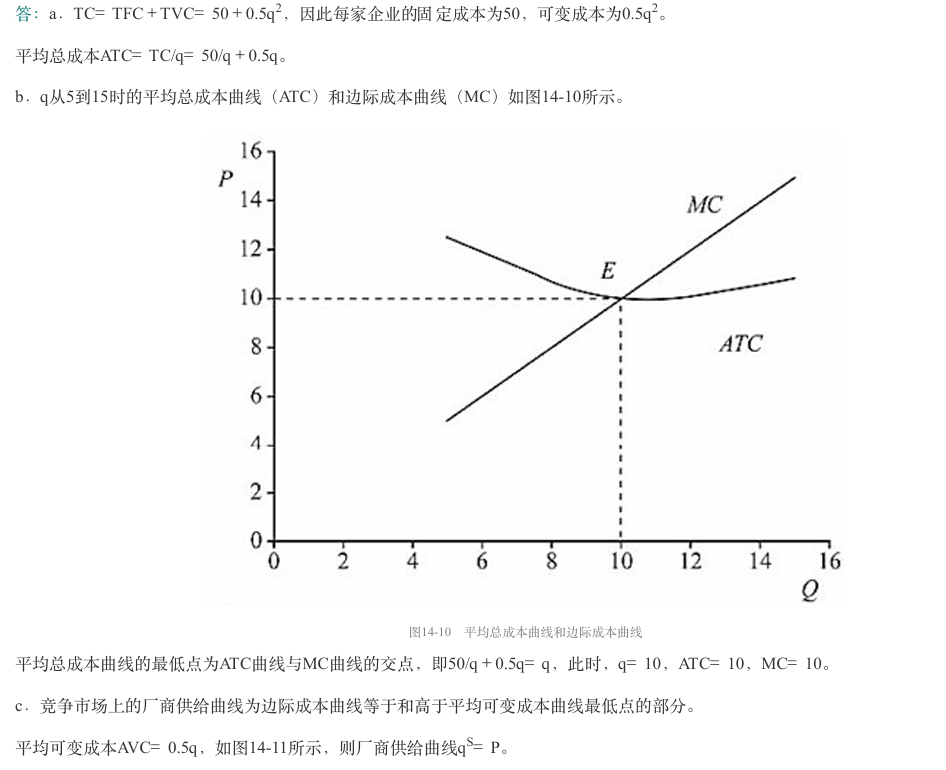 答：a．TC＝TFC＋TVC＝50＋0.5q²，因此每家企业的固定成本为50，可变成本为0.5q²。
平均总成本ATC＝TC/q＝50/q＋0.5q。
b．q从5到15时的平均总成本曲线（ATC）和边际成本曲线（MC）如图14-10所示。
16
P
14
MC
12
E
10
8
ATC
6
4
2
0
0 2 4 6 8 10 12 14 16
Q
图14-10 平均总成本曲线和边际成本曲线
平均总成本曲线的最低点为ATC曲线与MC曲线的交点，即50/q＋0.5q＝q，此时，q＝10，ATC＝10，MC＝10。
c．竞争市场上的厂商供给曲线为边际成本曲线等于和高于平均可变成本曲线最低点的部分。
平均可变成本AVC＝0.5q，如图14-11所示，则厂商供给曲线qˢ＝P。